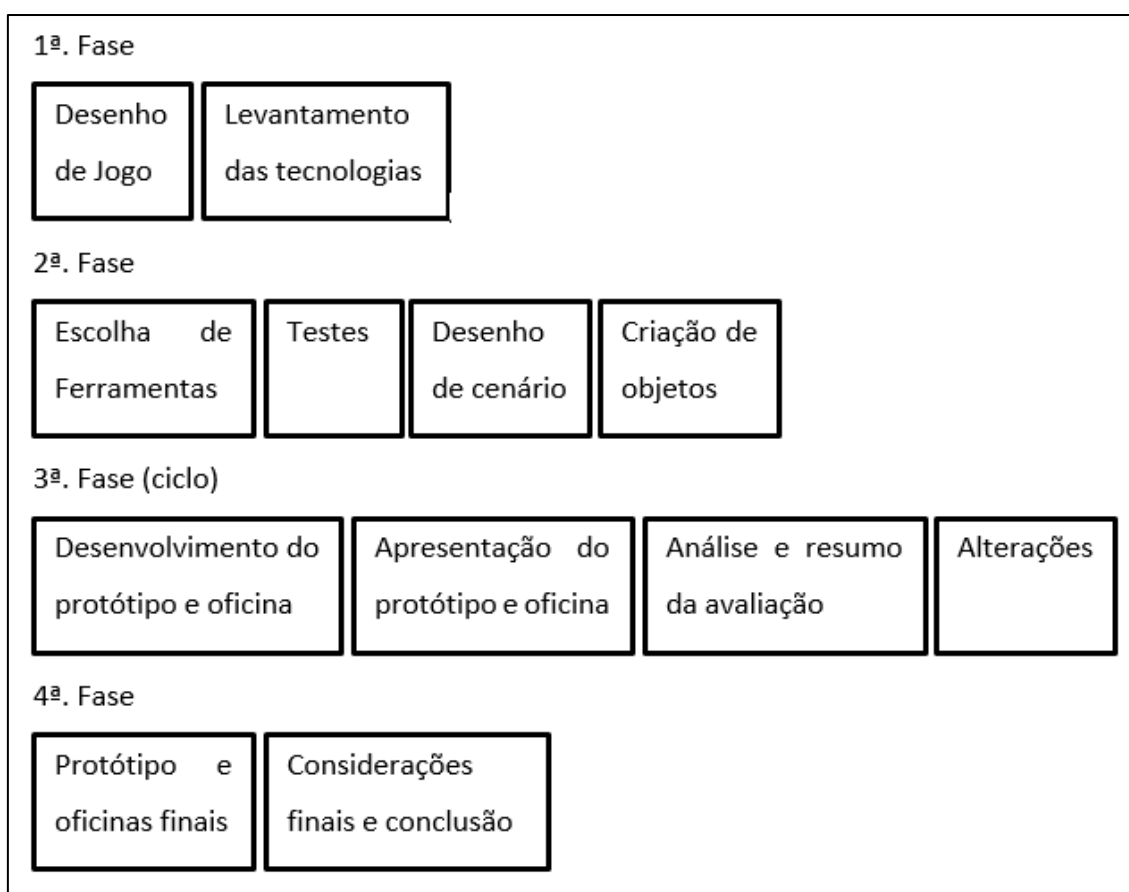 1ª. Fase
Desenho
de Jogo
Levantamento
das tecnologias
2ª. Fase
Escolha de
Ferramentas
Testes
Desenho
de cenário
Criação de
objetos
3ª. Fase (ciclo)
Desenvolvimento do
protótipo e oficina
Apresentação do
protótipo e oficina
Análise e resumo
da avaliação
Alterações
4ª. Fase
Protótipo e
oficinas finais
Considerações
finais e conclusão